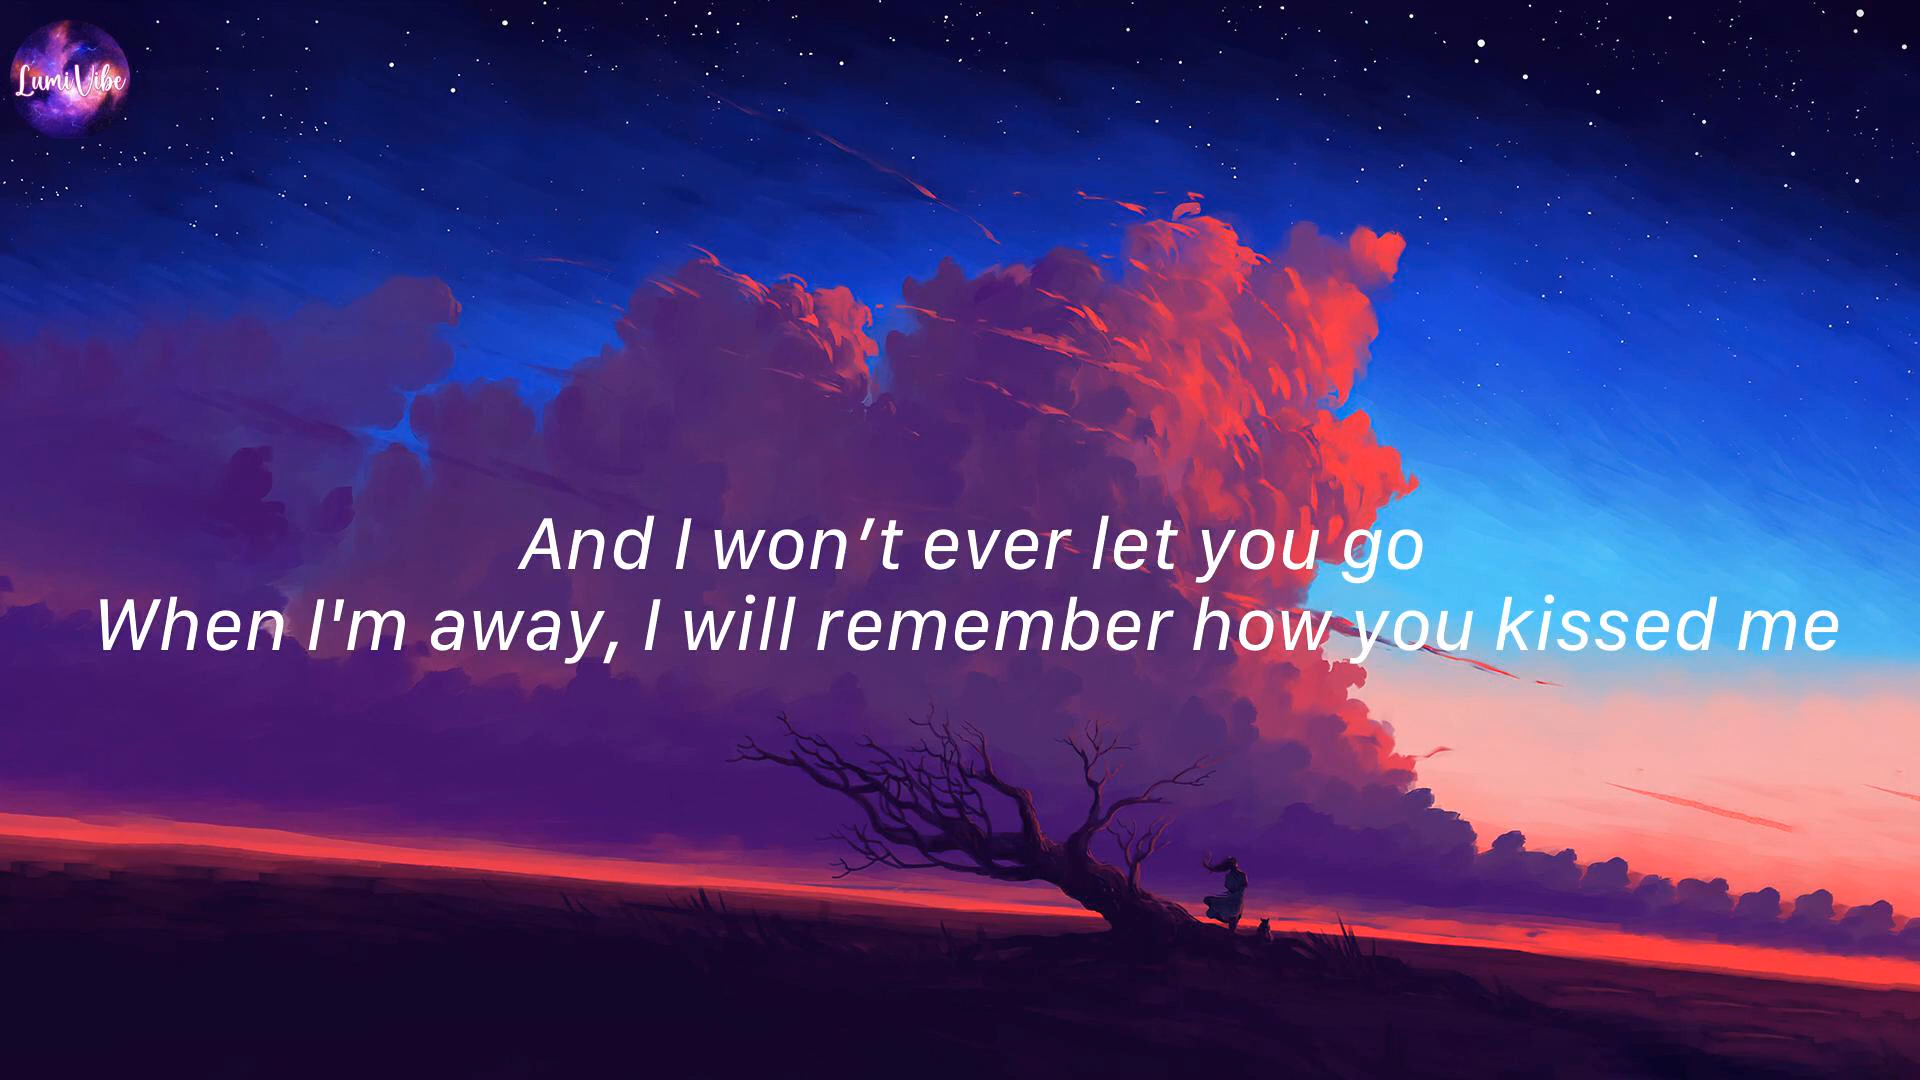 LumiVibe
And I won’t ever let you go
When I'm away, I will remember how you kissed me